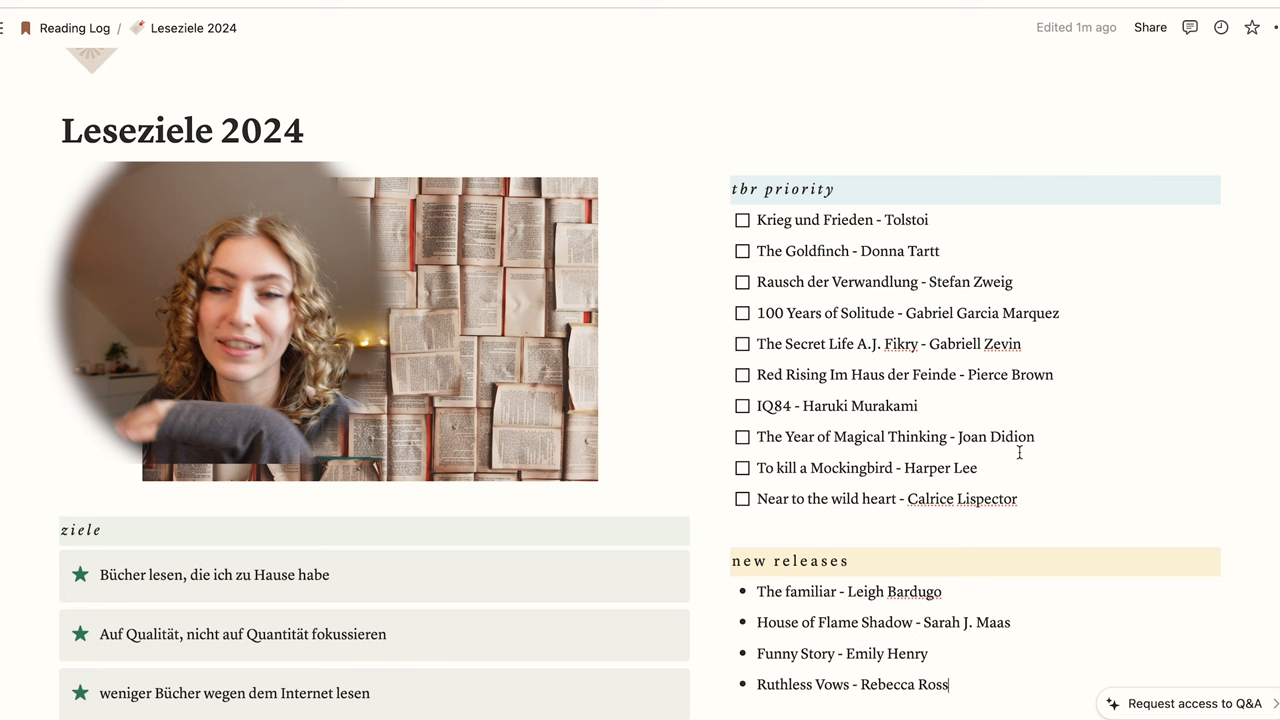 Reading Log / Leseziele 2024
Edited 1m ago Share
Leseziele 2024
tbr priority
Krieg und Frieden - Tolstoi
The Goldfinch - Donna Tartt
Rausch der Verwandlung - Stefan Zweig
100 Years of Solitude - Gabriel Garcia Marquez
The Secret Life A.J. Fikry - Gabriell Zevin
Red Rising Im Haus der Feinde - Pierce Brown
IQ84 - Haruki Murakami
The Year of Magical Thinking - Joan Didion
To kill a Mockingbird - Harper Lee
Near to the wild heart - Calrice Lispector
new releases
The familiar - Leigh Bardugo
House of Flame Shadow - Sarah J. Maas
Funny Story - Emily Henry
Ruthless Vows - Rebecca Ross
ziele
Bücher lesen, die ich zu Hause habe
Auf Qualität, nicht auf Quantität fokussieren
weniger Bücher wegen dem Internet lesen
Request access to Q&A